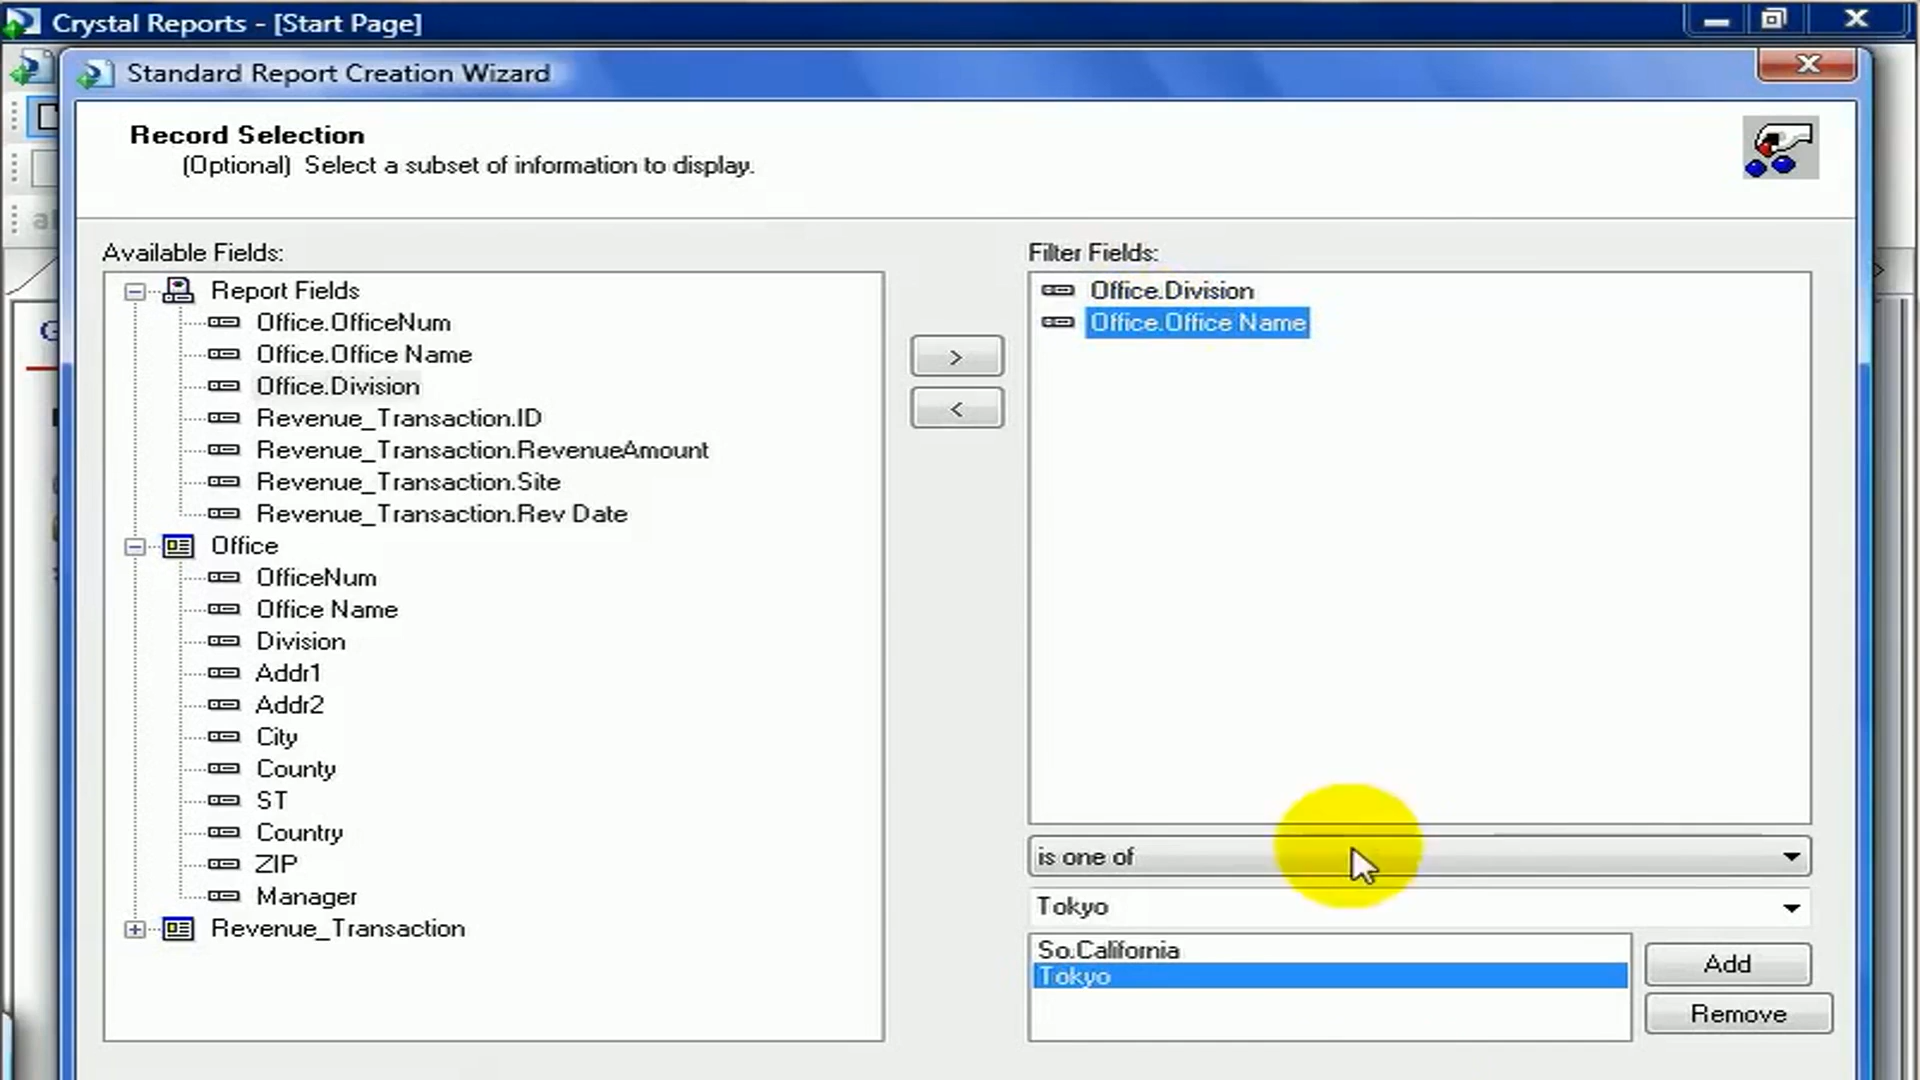 Crystal Reports - [Start Page]
Standard Report Creation Wizard
Record Selection
(Optional) Select a subset of information to display.
Available Fields:
Report Fields
Office.OfficeNum
Office.Office Name
Office.Division
Revenue_Transaction.ID
Revenue_Transaction.RevenueAmount
Revenue_Transaction.Site
Revenue_Transaction.Rev Date
Office
OfficeNum
Office Name
Division
Addr1
Addr2
City
County
ST
Country
ZIP
Manager
Revenue_Transaction
>
<
Filter Fields:
Office.Division
Office.Office Name
is one of
Tokyo
So.California
Tokyo
Add
Remove